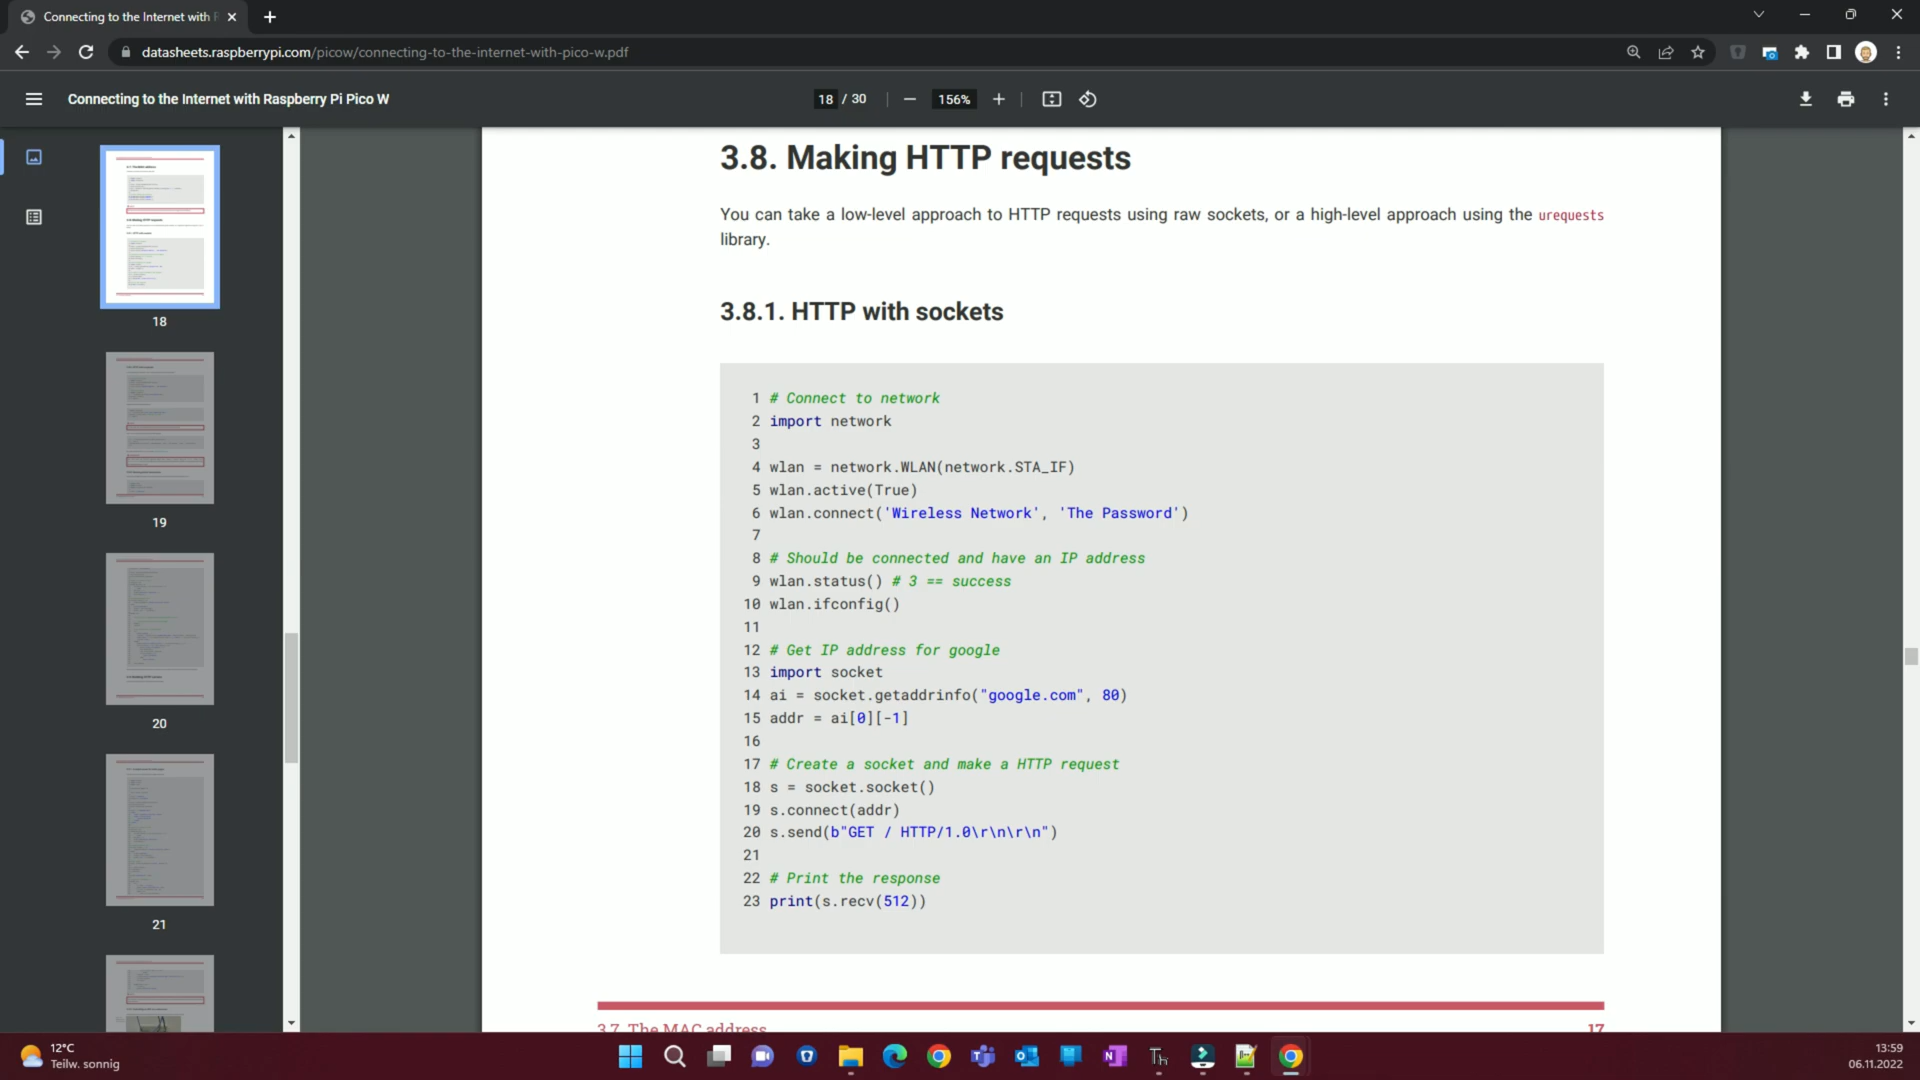 Connecting to the Internet with R
datasheets.raspberrypi.com/picow/connecting-to-the-internet-with-pico-w.pdf
Connecting to the Internet with Raspberry Pi Pico W
18 / 30
156%
18
19
20
21
3.8. Making HTTP requests
You can take a low-level approach to HTTP requests using raw sockets, or a high-level approach using the urequests
library.
3.8.1. HTTP with sockets
1 # Connect to network
2 import network
3
4 wlan = network.WLAN(network.STA_IF)
5 wlan.active(True)
6 wlan.connect('Wireless Network', 'The Password')
7
8 # Should be connected and have an IP address
9 wlan.status() # 3 == success
10 wlan.ifconfig()
11
12 # Get IP address for google
13 import socket
14 ai = socket.getaddrinfo("google.com", 80)
15 addr = ai[0][-1]
16
17 # Create a socket and make a HTTP request
18 s = socket.socket()
19 s.connect(addr)
20 s.send(b"GET / HTTP/1.0\r\n\r\n")
21
22 # Print the response
23 print(s.recv(512))
3.7. The MAC address
17
12°C
Teilw. sonnig
13:59
06.11.2022